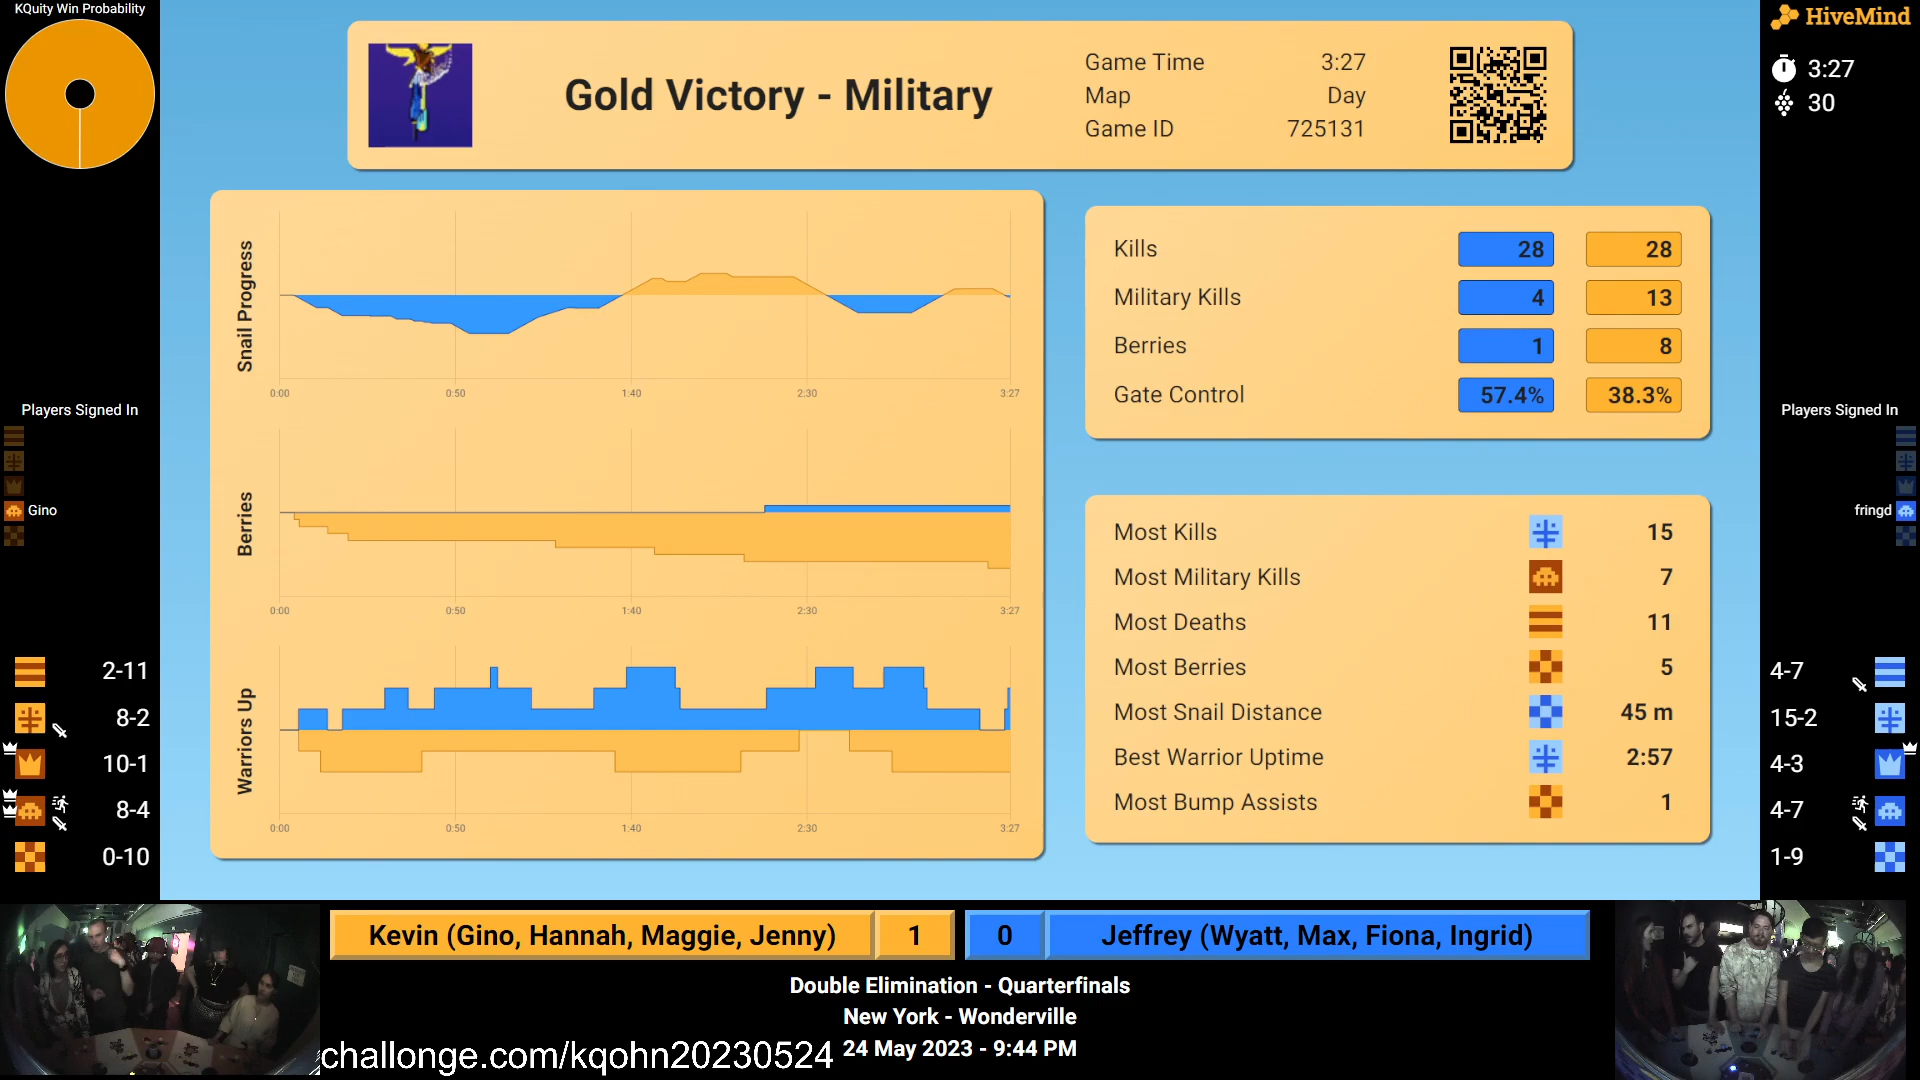 KQuity Win Probability
HiveMind
3:27
30
Gold Victory - Military
Game Time 3:27
Map Day
Game ID 725131
Snail Progress
0:00 0:50 1:40 2:30 3:27
Berries
0:00 0:50 1:40 2:30 3:27
Warriors Up
0:00 0:50 1:40 2:30 3:27
Kills 28 28
Military Kills 4 13
Berries 1 8
Gate Control 57.4% 38.3%
Most Kills 15
Most Military Kills 7
Most Deaths 11
Most Berries 5
Most Snail Distance 45 m
Best Warrior Uptime 2:57
Most Bump Assists 1
Players Signed In
Gino
2-11
8-2
10-1
8-4
0-10
Players Signed In
fringd
4-7
15-2
4-3
4-7
1-9
Kevin (Gino, Hannah, Maggie, Jenny) 1
0 Jeffrey (Wyatt, Max, Fiona, Ingrid)
Double Elimination - Quarterfinals
New York - Wonderville
24 May 2023 - 9:44 PM
challonge.com/kqohn20230524